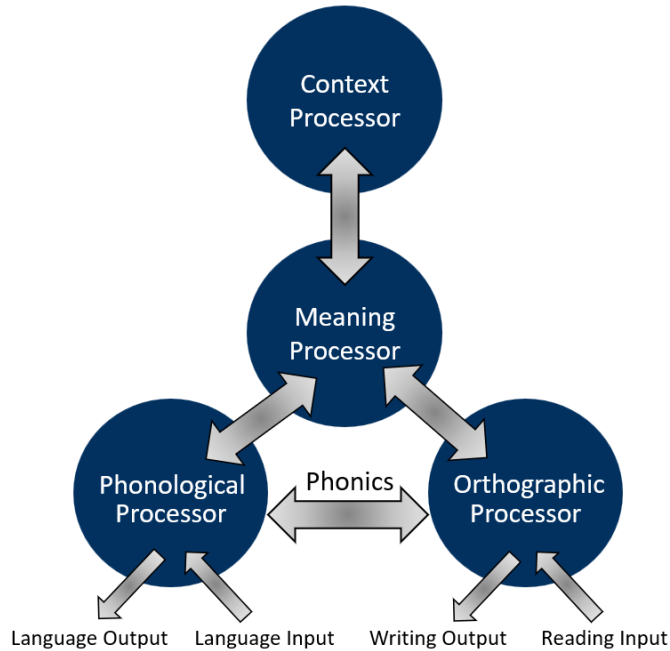 Context
Processor
Meaning
Processor
Phonics
Phonological
Processor
Orthographic
Processor
Language Output
Language Input
Writing Output
Reading Input